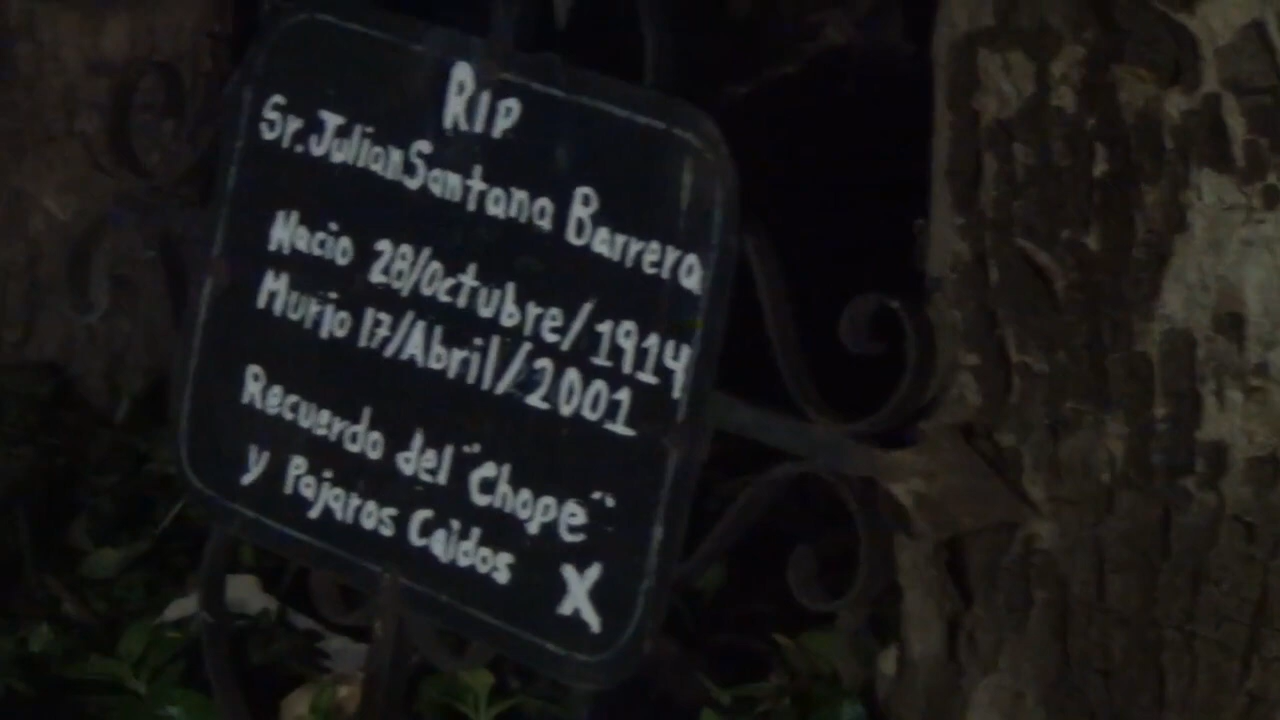 RIP
Sr. Julian Santana Barrera
Nacio 28/Octubre/1914
Murio 17/Abril/2001
Recuerdo del "Chope"
y Pajaros Caidos X